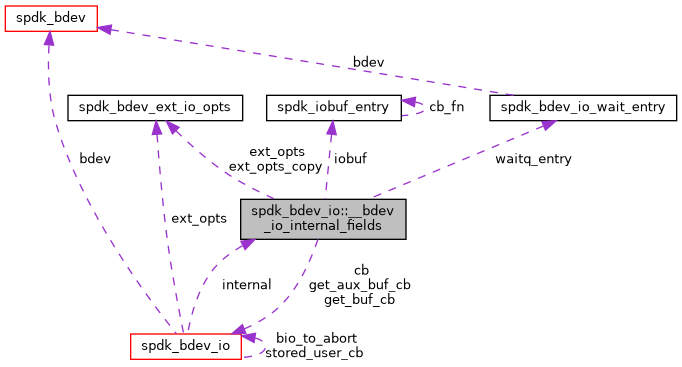 spdk_bdev
bdev
spdk_bdev_ext_io_opts
spdk_iobuf_entry
cb_fn
spdk_bdev_io_wait_entry
bdev
ext_opts
ext_opts_copy
iobuf
waitq_entry
ext_opts
spdk_bdev_io::__bdev
_io_internal_fields
internal
cb
get_aux_buf_cb
get_buf_cb
spdk_bdev_io
bio_to_abort
stored_user_cb